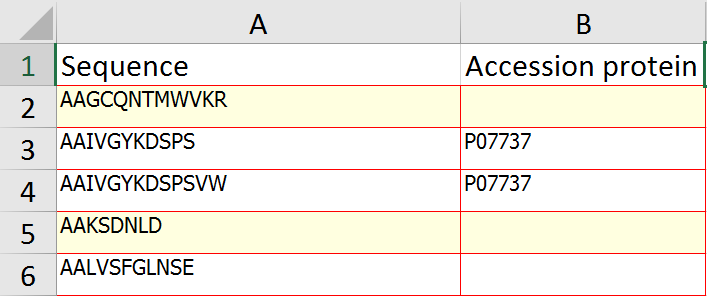 A B
1 Sequence Accession protein
2 AAGCQNTMWVKR
3 AAIVGYKDSPS P07737
4 AAIVGYKDSPSVW P07737
5 AAKSDNLD
6 AALVSFGLNSE